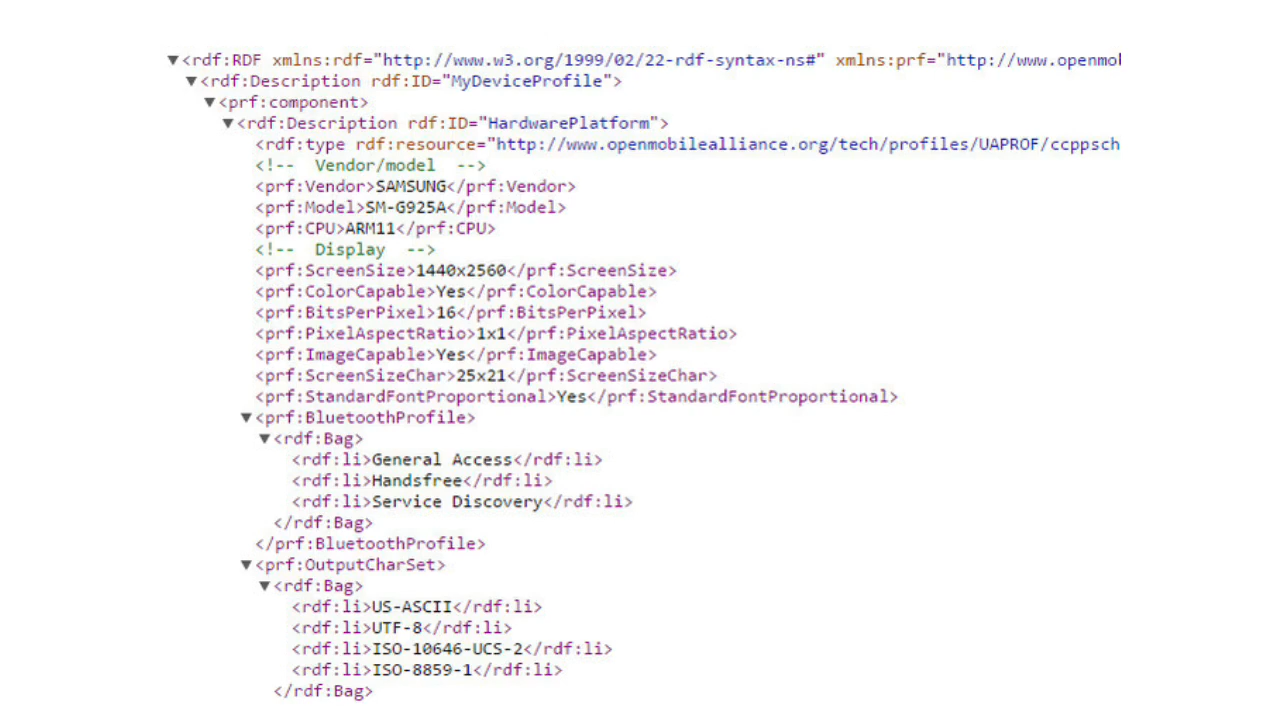 ▼<rdf:RDF xmlns:rdf="http://www.w3.org/1999/02/22-rdf-syntax-ns#" xmlns:prf="http://www.openmobl
▼<rdf:Description rdf:ID="MyDeviceProfile">
▼<prf:component>
▼<rdf:Description rdf:ID="HardwarePlatform">
<rdf:type rdf:resource="http://www.openmobilealliance.org/tech/profiles/UAPROF/ccppsch
<!-- Vendor/model -->
<prf:Vendor>SAMSUNG</prf:Vendor>
<prf:Model>SM-G925A</prf:Model>
<prf:CPU>ARM11</prf:CPU>
<!-- Display -->
<prf:ScreenSize>1440x2560</prf:ScreenSize>
<prf:ColorCapable>Yes</prf:ColorCapable>
<prf:BitsPerPixel>16</prf:BitsPerPixel>
<prf:PixelAspectRatio>1x1</prf:PixelAspectRatio>
<prf:ImageCapable>Yes</prf:ImageCapable>
<prf:ScreenSizeChar>25x21</prf:ScreenSizeChar>
<prf:StandardFontProportional>Yes</prf:StandardFontProportional>
▼<prf:BluetoothProfile>
▼<rdf:Bag>
<rdf:li>General Access</rdf:li>
<rdf:li>Handsfree</rdf:li>
<rdf:li>Service Discovery</rdf:li>
</rdf:Bag>
</prf:BluetoothProfile>
▼<prf:OutputCharSet>
▼<rdf:Bag>
<rdf:li>US-ASCII</rdf:li>
<rdf:li>UTF-8</rdf:li>
<rdf:li>ISO-10646-UCS-2</rdf:li>
<rdf:li>ISO-8859-1</rdf:li>
</rdf:Bag>